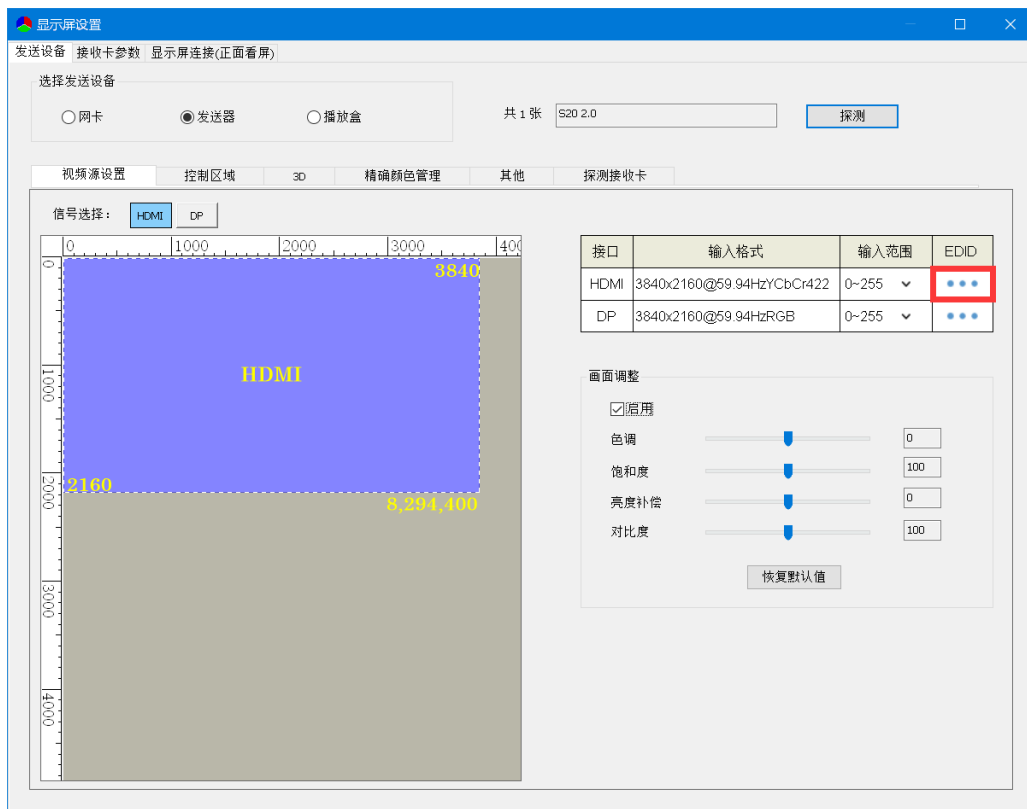 显示屏设置
发送设备 接收卡参数 显示屏连接(正面看屏)
选择发送设备
网卡 发送器 播放盒
共 1 张 S20 2.0 探测
视频源设置 控制区域 3D 精确颜色管理 其他 探测接收卡
信号选择： HDMI DP
0 1000 2000 3000 400
0
1000
2000
3000
4000
3840
HDMI
2160
8,294,400
接口 输入格式 输入范围 EDID
HDMI 3840x2160@59.94HzYCbCr422 0~255
DP 3840x2160@59.94HzRGB 0~255
画面调整
启用
色调 0
饱和度 100
亮度补偿 0
对比度 100
恢复默认值